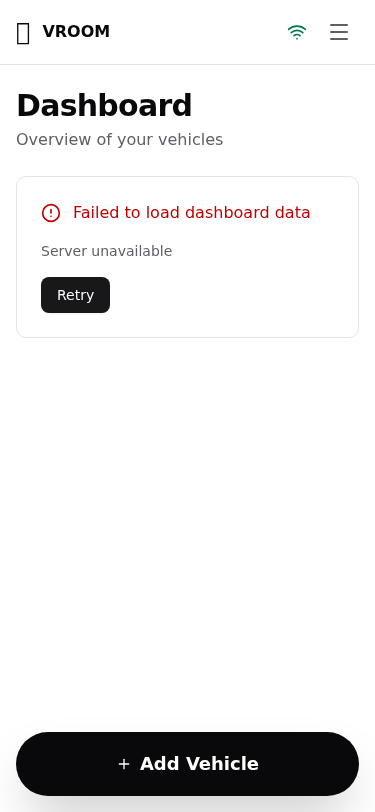 VROOM
Dashboard
Overview of your vehicles
Failed to load dashboard data
Server unavailable
Retry
+ Add Vehicle